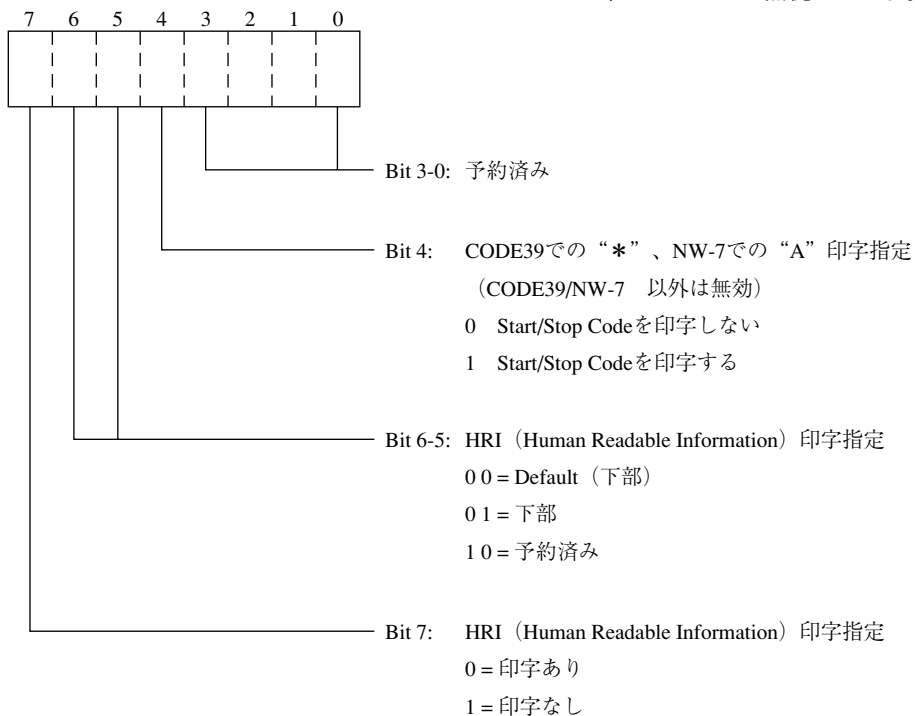 7 6 5 4 3 2 1 0
Bit 3-0: 予約済み
Bit 4: CODE39での“*”、NW-7での“A”印字指定
（CODE39/NW-7　以外は無効）
0 Start/Stop Codeを印字しない
1 Start/Stop Codeを印字する
Bit 6-5: HRI（Human Readable Information）印字指定
0 0 = Default（下部）
0 1 = 下部
1 0 = 予約済み
Bit 7: HRI（Human Readable Information）印字指定
0 = 印字あり
1 = 印字なし